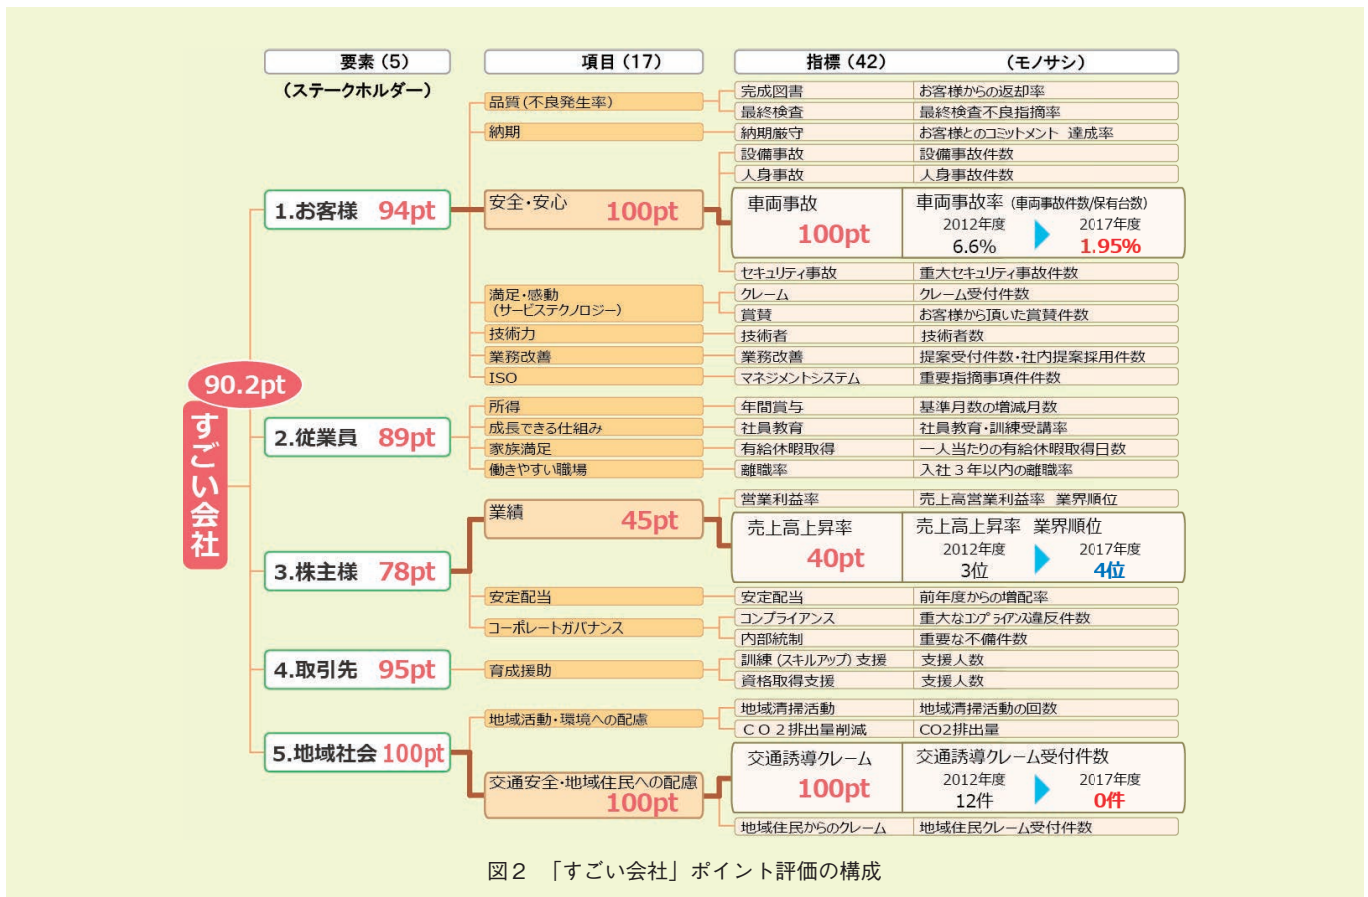 要素（5）
（ステークホルダー）
項目（17）
指標（42）　（モノサシ）
90.2pt
すごい会社
1.お客様 94pt
品質（不良発生率）
完成図書　お客様からの返却率
最終検査　最終検査不良指摘率
納期
納期厳守　お客様とのコミットメント 達成率
安全・安心 100pt
設備事故　設備事故件数
人身事故　人身事故件数
車両事故 100pt
車両事故率（車両事故件数/保有台数）
2012年度　2017年度
6.6%　1.95%
セキュリティ事故　重大セキュリティ事故件数
満足・感動
（サービステクノロジー）
クレーム　クレーム受付件数
賞賛　お客様から頂いた賞賛件数
技術力
技術者　技術者数
業務改善
業務改善　提案受付件数・社内提案採用件数
ISO
マネジメントシステム　重要指摘事項件件数
2.従業員 89pt
所得
年間賞与　基準月数の増減月数
成長できる仕組み
社員教育　社員教育・訓練受講率
家族満足
有給休暇取得　一人当たりの有給休暇取得日数
働きやすい職場
離職率　入社３年以内の離職率
3.株主様 78pt
業績 45pt
営業利益率　売上高営業利益率 業界順位
売上高上昇率 40pt
売上高上昇率 業界順位
2012年度　2017年度
3位　4位
安定配当
安定配当　前年度からの増配率
コーポレートガバナンス
コンプライアンス　重大なコンプライアンス違反件数
内部統制　重要な不備件数
4.取引先 95pt
育成援助
訓練（スキルアップ）支援　支援人数
資格取得支援　支援人数
5.地域社会 100pt
地域活動・環境への配慮
地域清掃活動　地域清掃活動の回数
ＣＯ２排出量削減　CO2排出量
交通安全・地域住民への配慮
100pt
交通誘導クレーム 100pt
交通誘導クレーム受付件数
2012年度　2017年度
12件　0件
地域住民からのクレーム　地域住民クレーム受付件数
図２　「すごい会社」ポイント評価の構成